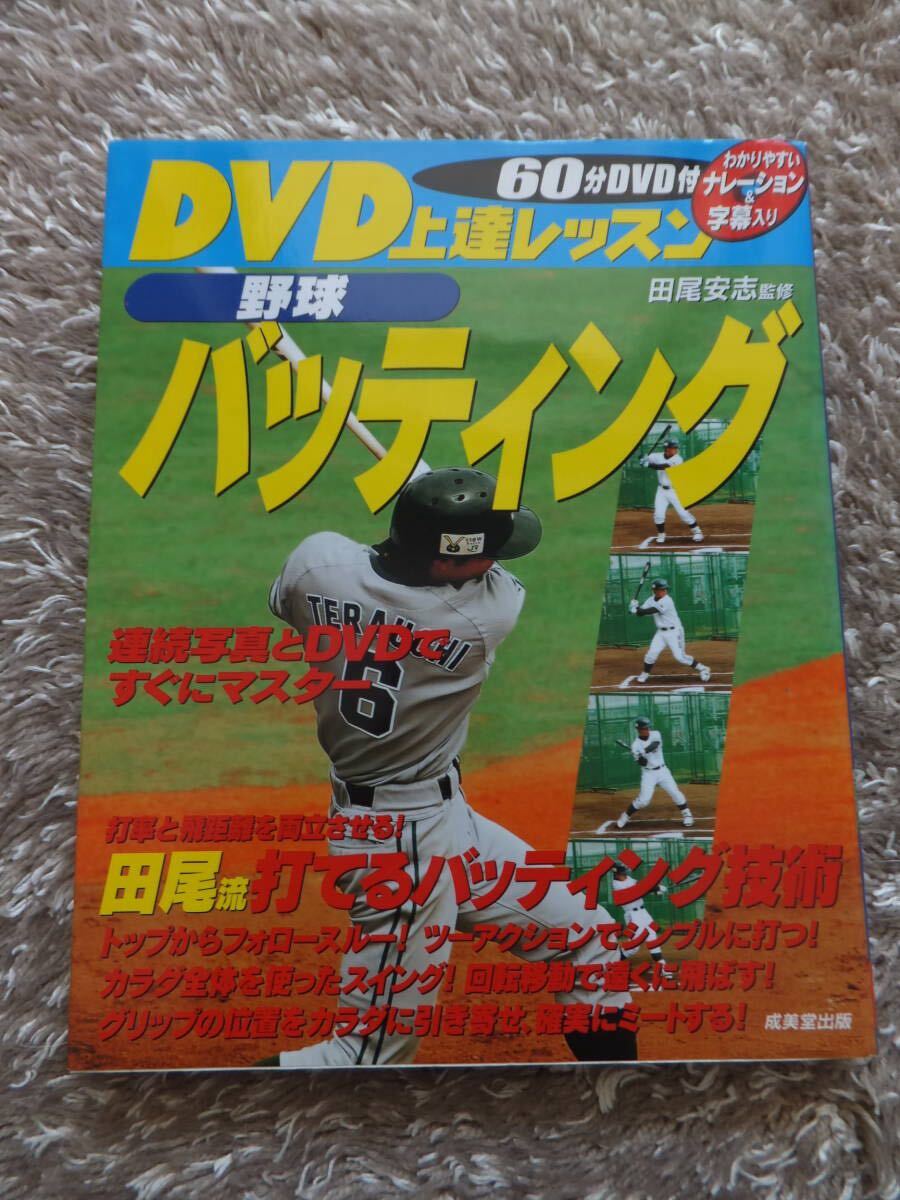 60分DVD付
わかりやすい
ナレーション
&
字幕入り
DVD上達レッスン
野球
田尾安志監修
バッティング
TERAUCHI
6
連続写真とDVDで
すぐにマスター
打率と飛距離を両立させる!
田尾流打てるバッティング技術
トップからフォロースルー! ツーアクションでシンプルに打つ!
カラダ全体を使ったスイング! 回転移動で遠くに飛ばす!
グリップの位置をカラダに引き寄せ、確実にミートする!
成美堂出版